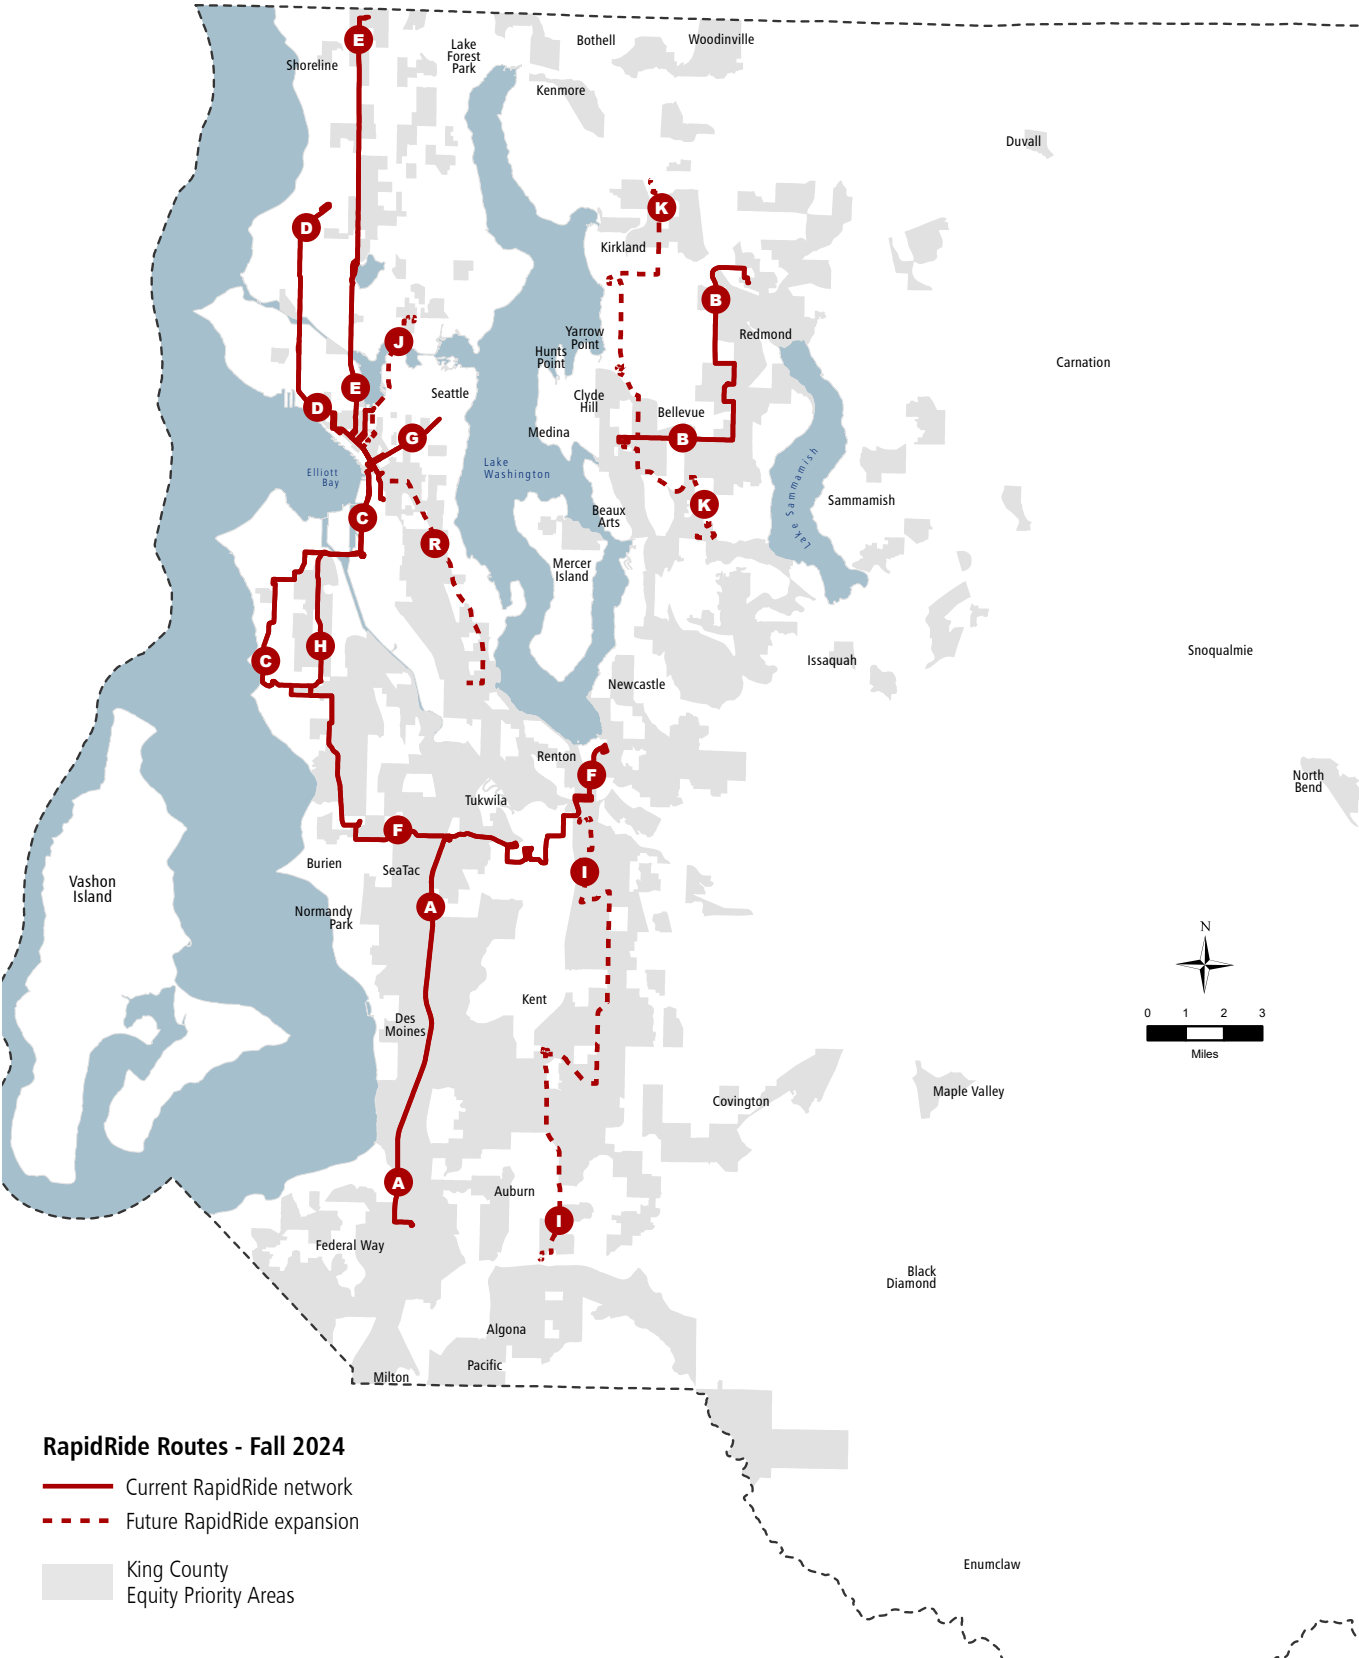 E
Shoreline
Lake
Forest
Park
Bothell
Woodinville
Kenmore
Duvall
D
K
Kirkland
B
J
Yarrow
Point
Hunts
Point
Redmond
Carnation
E
D
Seattle
Clyde
Hill
Bellevue
G
Medina
B
Elliott
Bay
Lake
Washington
Lake Sammamish
Sammamish
C
K
Beaux
Arts
R
Mercer
Island
H
C
Issaquah
Snoqualmie
Newcastle
Renton
F
North
Bend
Tukwila
F
Burien
SeaTac
I
Vashon
Island
A
Normandy
Park
N
Kent
Des
Moines
0 1 2 3
Miles
Covington
Maple Valley
A
Auburn
I
Federal Way
Black
Diamond
Algona
Pacific
Milton
RapidRide Routes - Fall 2024
Current RapidRide network
Future RapidRide expansion
King County
Equity Priority Areas
Enumclaw